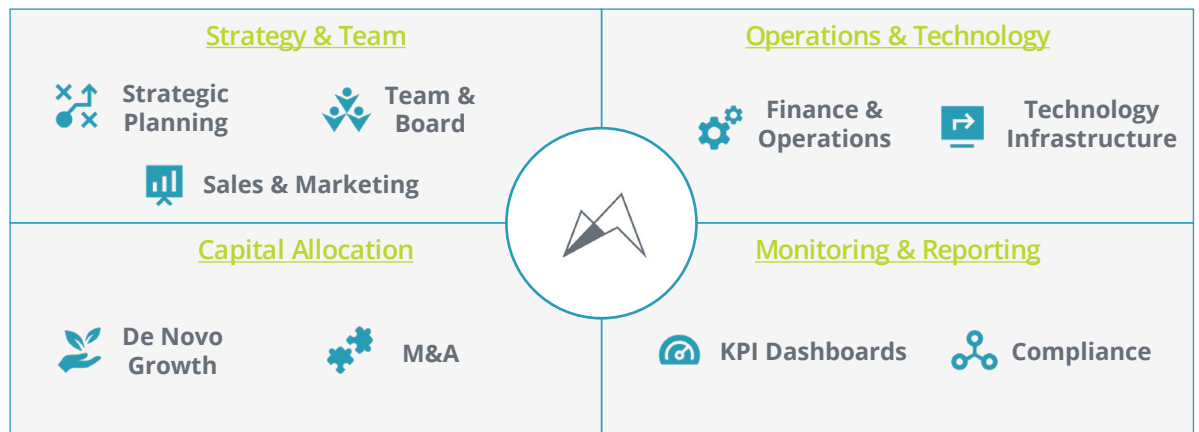 Strategy & Team
Strategic
Planning
Team &
Board
Sales & Marketing
Operations & Technology
Finance &
Operations
Technology
Infrastructure
Capital Allocation
De Novo
Growth
M&A
Monitoring & Reporting
KPI Dashboards
Compliance